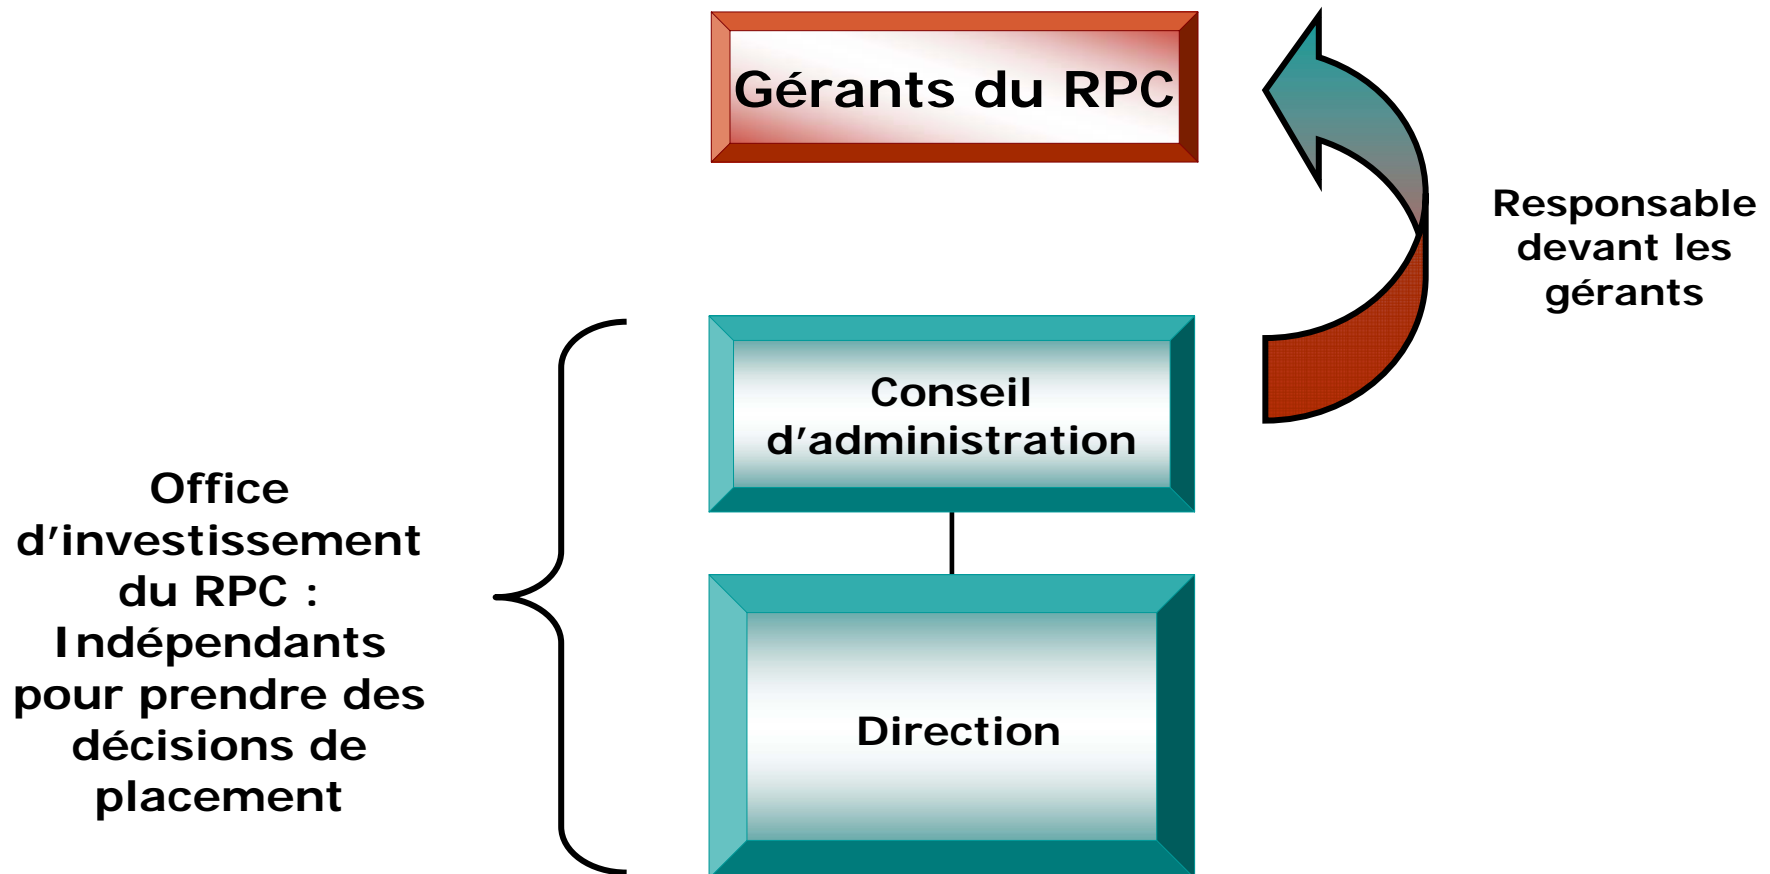 Gérants du RPC
Responsable
devant les
gérants
Conseil
d’administration
Office
d’investissement
du RPC :
Indépendants
pour prendre des
décisions de
placement
Direction